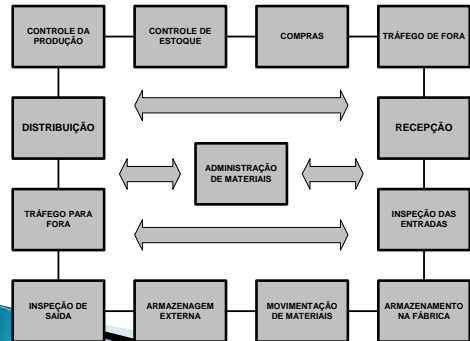 CONTROLE DA
PRODUÇÃO
CONTROLE DE
ESTOQUE
COMPRAS
TRÁFEGO DE FORA
DISTRIBUIÇÃO
RECEPÇÃO
ADMINISTRAÇÃO
DE MATERIAIS
TRÁFEGO PARA
FORA
INSPEÇÃO DAS
ENTRADAS
INSPEÇÃO DE
SAÍDA
ARMAZENAGEM
EXTERNA
MOVIMENTAÇÃO
DE MATERIAIS
ARMAZENAMENTO
NA FÁBRICA